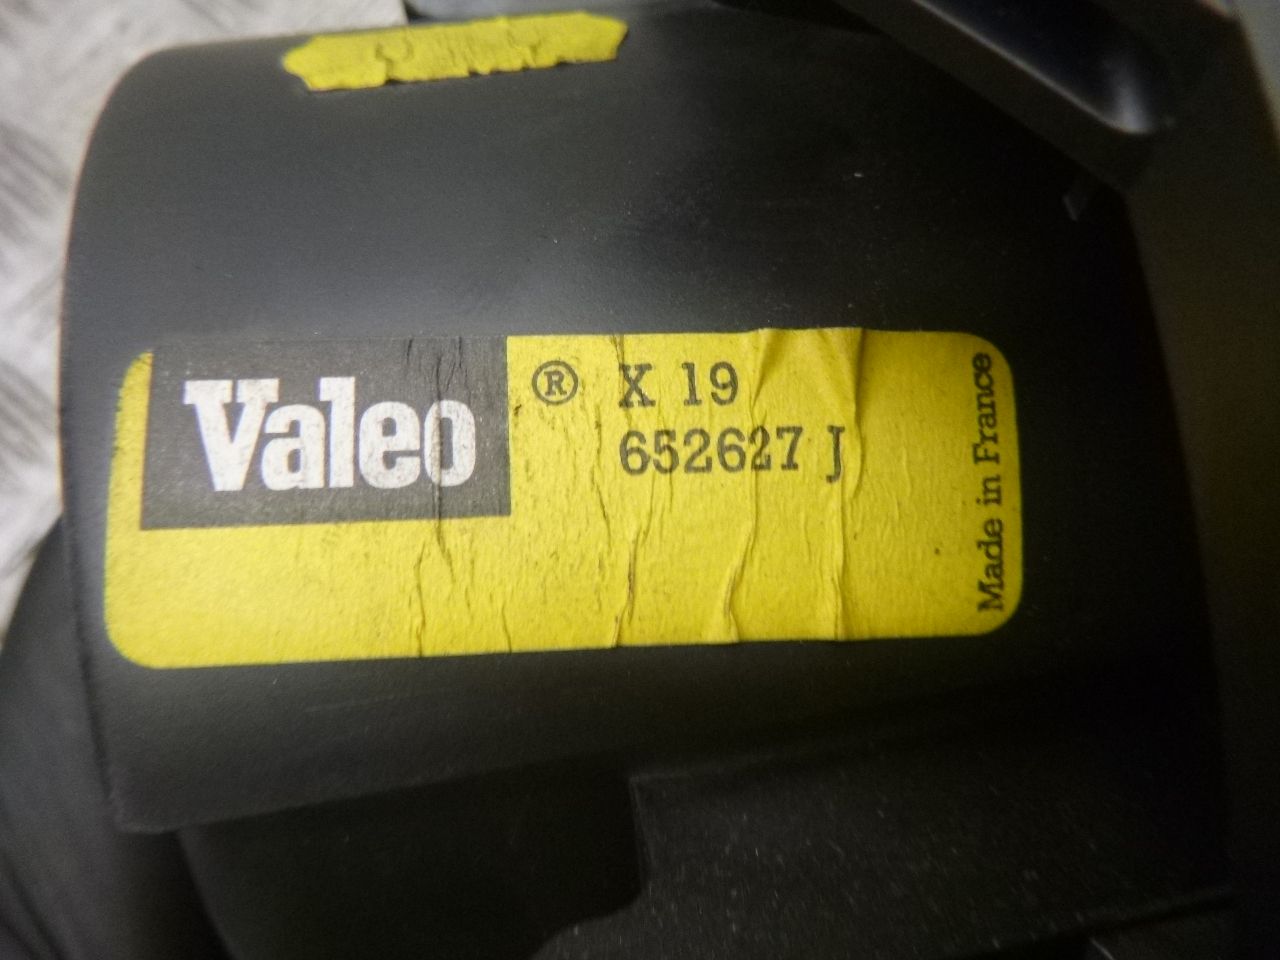 Valeo ® X 19
652627 J
Made in France